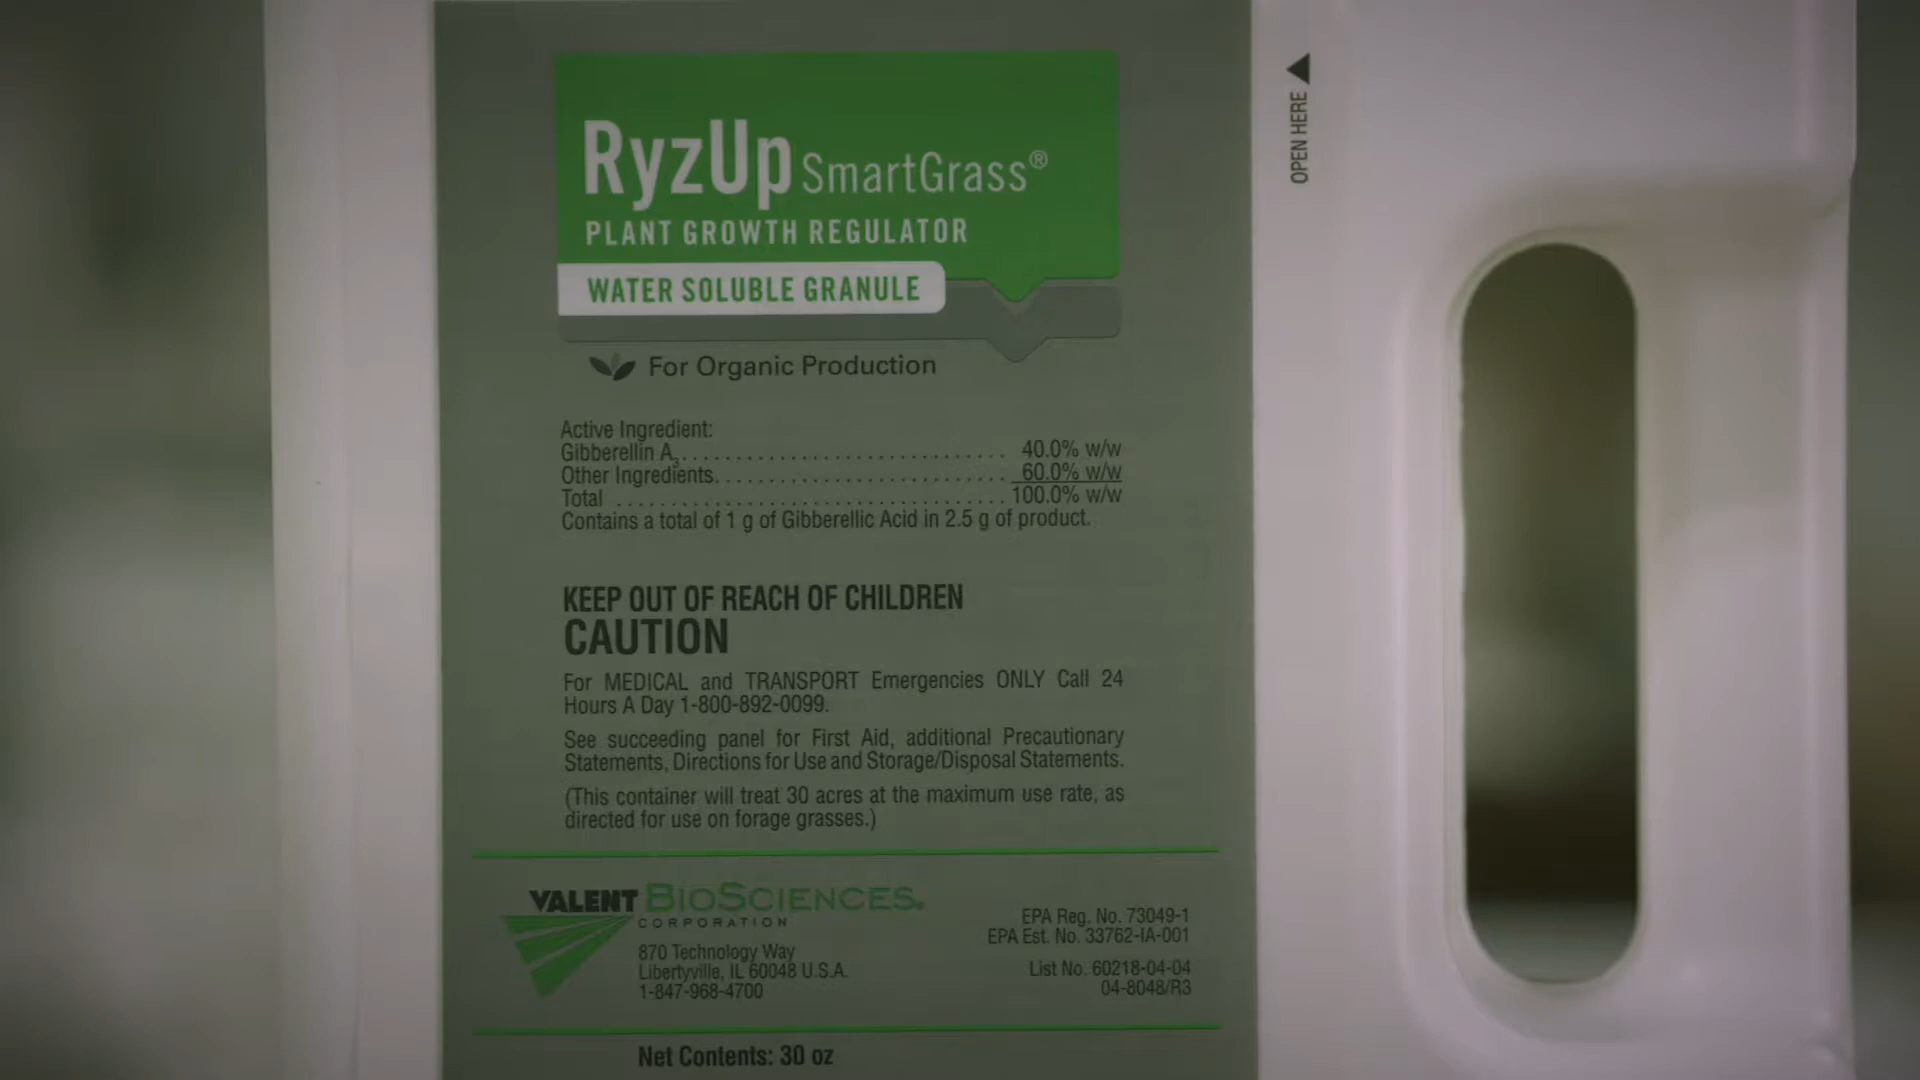 RyzUp SmartGrass®
PLANT GROWTH REGULATOR
WATER SOLUBLE GRANULE
For Organic Production
Active Ingredient:
Gibberellin A₃............................ 40.0% w/w
Other Ingredients........................... 60.0% w/w
Total ................................... 100.0% w/w
Contains a total of 1 g of Gibberellic Acid in 2.5 g of product.
KEEP OUT OF REACH OF CHILDREN
CAUTION
For MEDICAL and TRANSPORT Emergencies ONLY Call 24
Hours A Day 1-800-892-0099.
See succeeding panel for First Aid, additional Precautionary
Statements, Directions for Use and Storage/Disposal Statements.
(This container will treat 30 acres at the maximum use rate, as
directed for use on forage grasses.)
VALENT BIOSCIENCES®
CORPORATION
870 Technology Way
Libertyville, IL 60048 U.S.A.
1-847-968-4700
EPA Reg. No. 73049-1
EPA Est. No. 33762-IA-001
List No. 60218-04-04
04-8048/R3
Net Contents: 30 oz
OPEN HERE